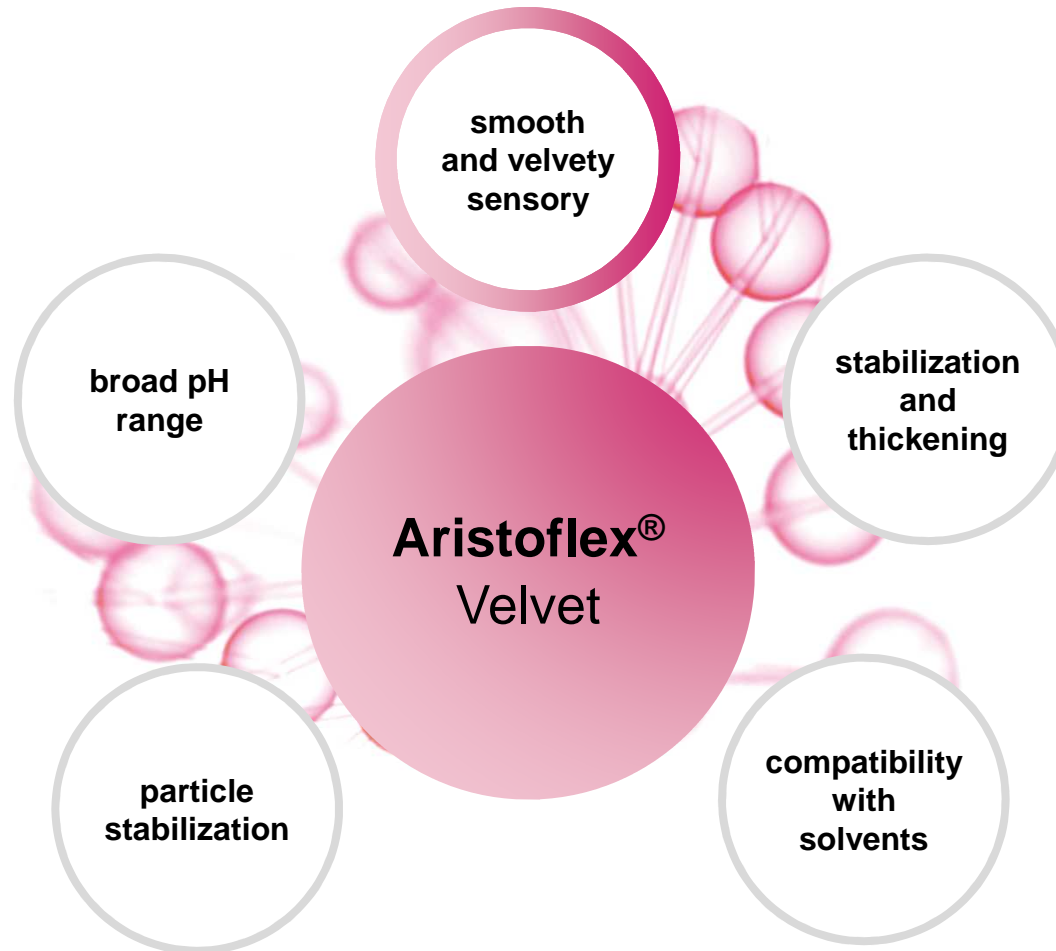 smooth
and velvety
sensory
broad pH
range
stabilization
and
thickening
Aristoflex®
Velvet
particle
stabilization
compatibility
with
solvents